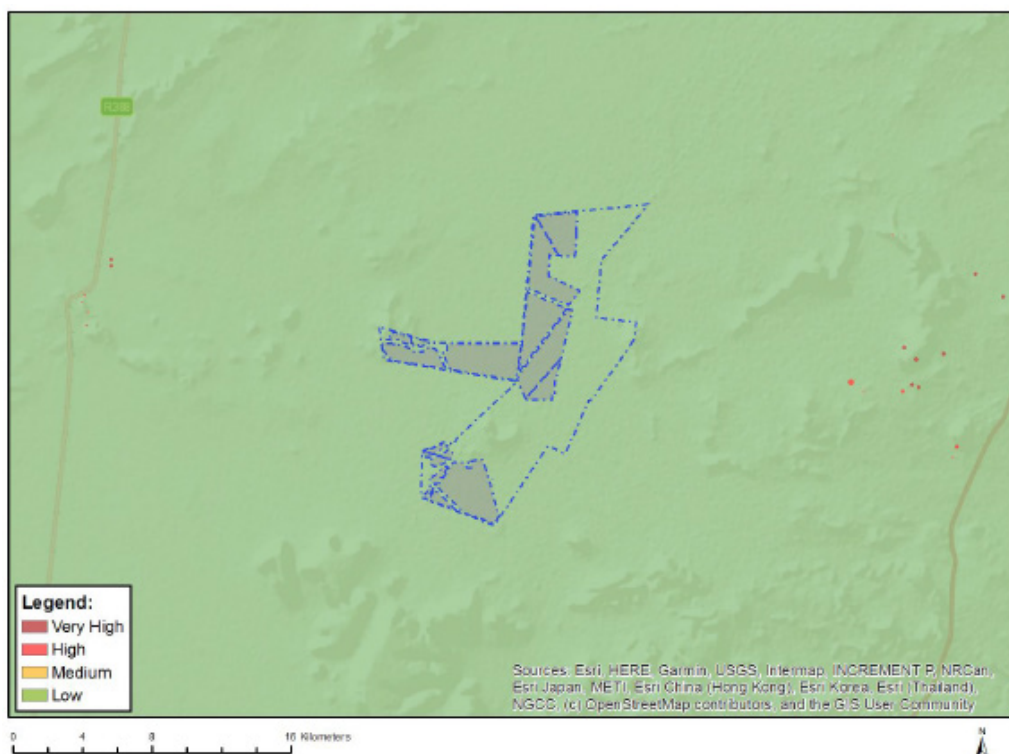 R388
Legend:
Very High
High
Medium
Low
Sources: Esri, HERE, Garmin, USGS, Intermap, INCREMENT P, NRCan,
Esri Japan, METI, Esri China (Hong Kong), Esri Korea, Esri (Thailand),
NGCC, (c) OpenStreetMap contributors, and the GIS User Community
0 4 8 16 Kilometers
N